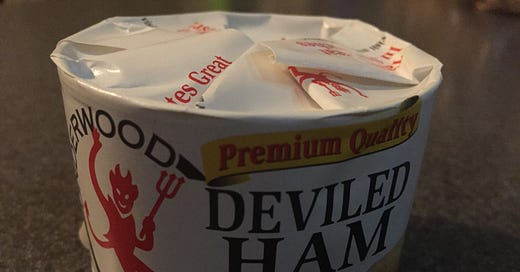 tes Great
ERWOOD
Premium Quality
DEVILED
HAM